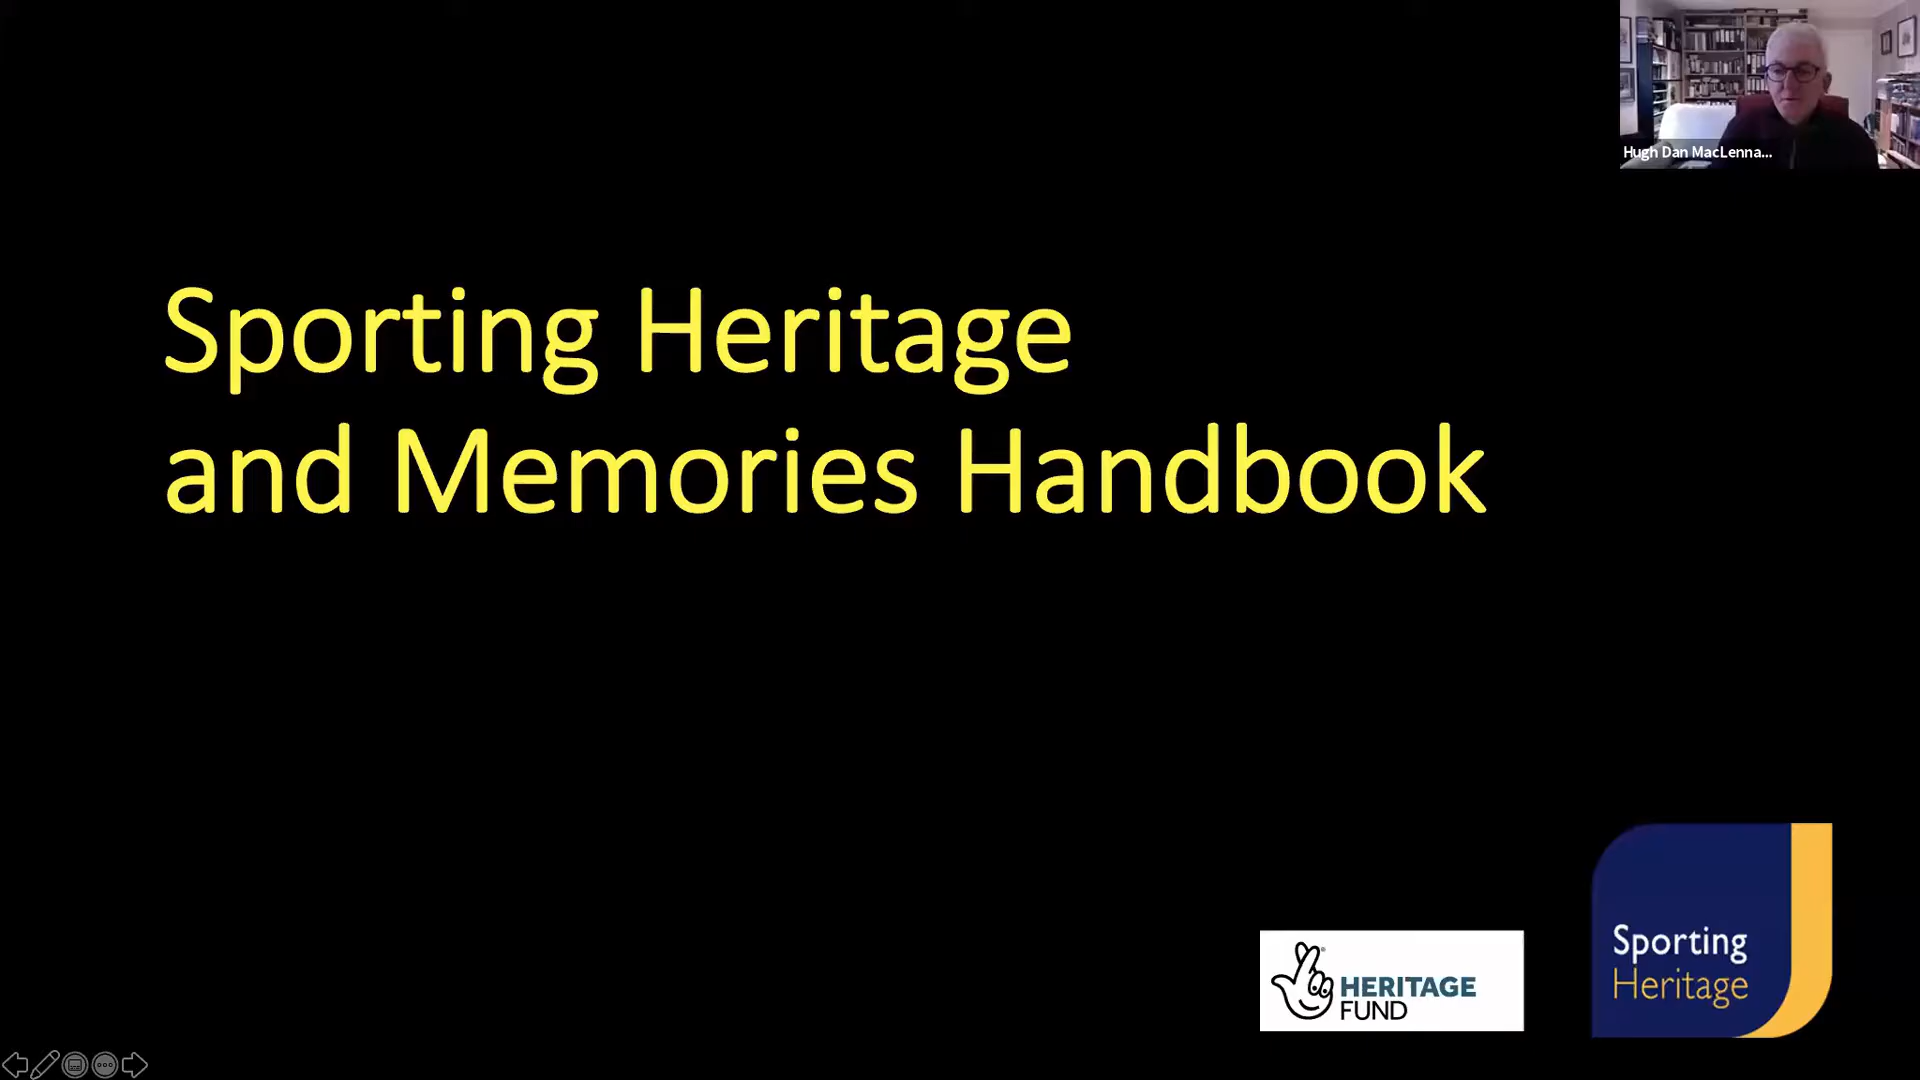 Hugh Dan MacLenna...
Sporting Heritage
and Memories Handbook
HERITAGE
FUND
Sporting
Heritage